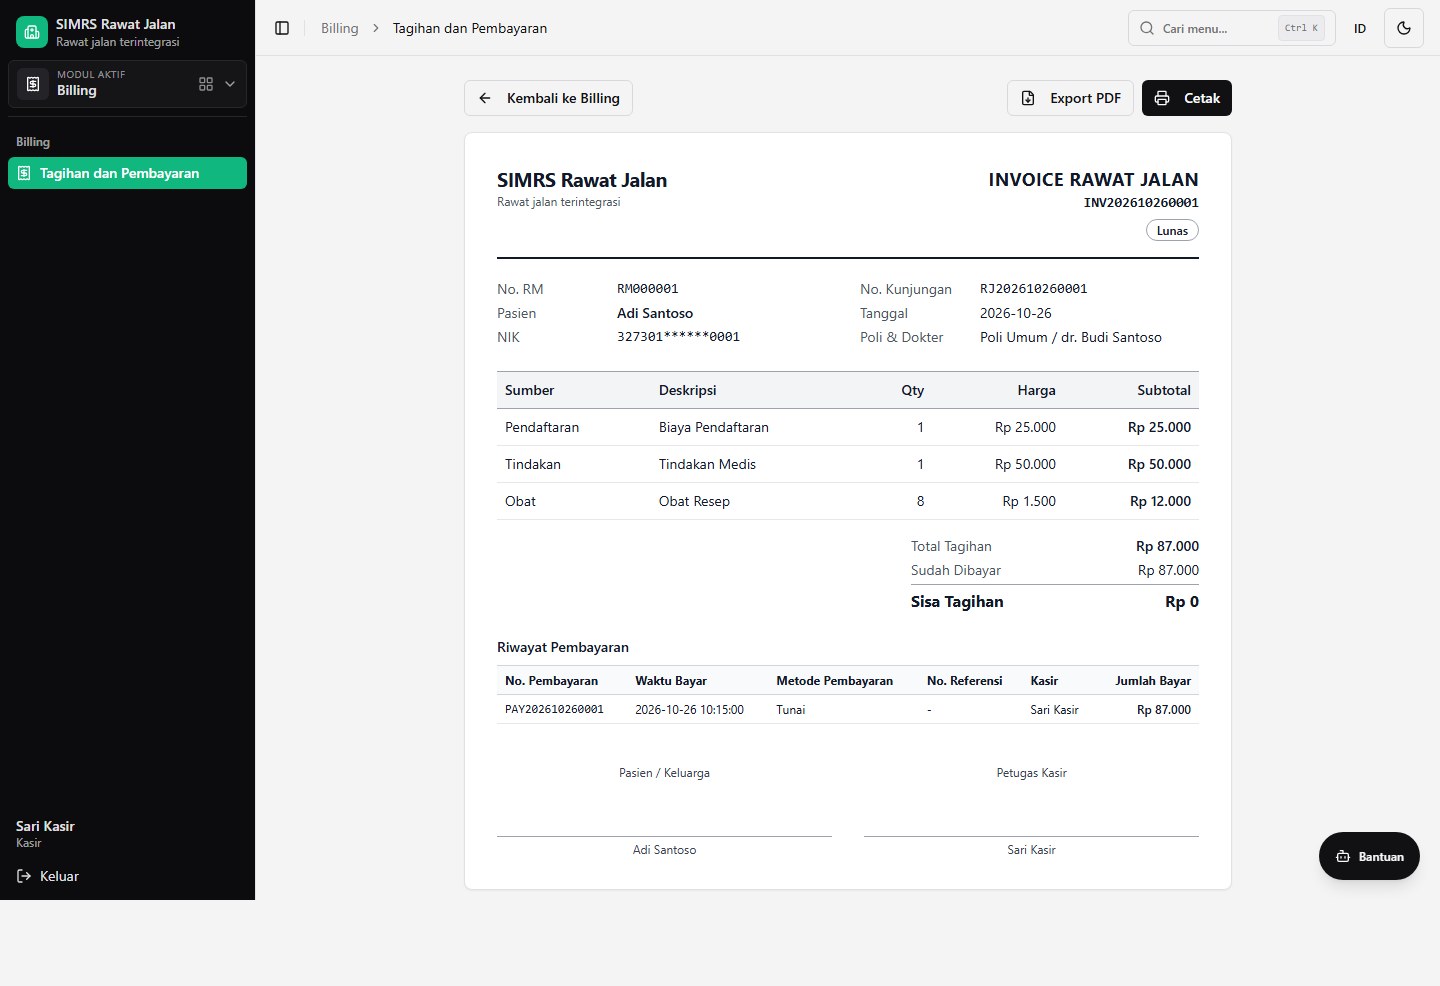 SIMRS Rawat Jalan
Rawat jalan terintegrasi
MODUL AKTIF
Billing
Billing
Tagihan dan Pembayaran
Sari Kasir
Kasir
Keluar
Billing > Tagihan dan Pembayaran
Cari menu... Ctrl K
ID
Kembali ke Billing
Export PDF
Cetak
SIMRS Rawat Jalan
Rawat jalan terintegrasi
INVOICE RAWAT JALAN
INV202610260001
Lunas
No. RM RM000001 No. Kunjungan RJ202610260001
Pasien Adi Santoso Tanggal 2026-10-26
NIK 327301******0001 Poli & Dokter Poli Umum / dr. Budi Santoso
Sumber Deskripsi Qty Harga Subtotal
Pendaftaran Biaya Pendaftaran 1 Rp 25.000 Rp 25.000
Tindakan Tindakan Medis 1 Rp 50.000 Rp 50.000
Obat Obat Resep 8 Rp 1.500 Rp 12.000
Total Tagihan Rp 87.000
Sudah Dibayar Rp 87.000
Sisa Tagihan Rp 0
Riwayat Pembayaran
No. Pembayaran Waktu Bayar Metode Pembayaran No. Referensi Kasir Jumlah Bayar
PAY202610260001 2026-10-26 10:15:00 Tunai - Sari Kasir Rp 87.000
Pasien / Keluarga Petugas Kasir
Adi Santoso Sari Kasir
Bantuan